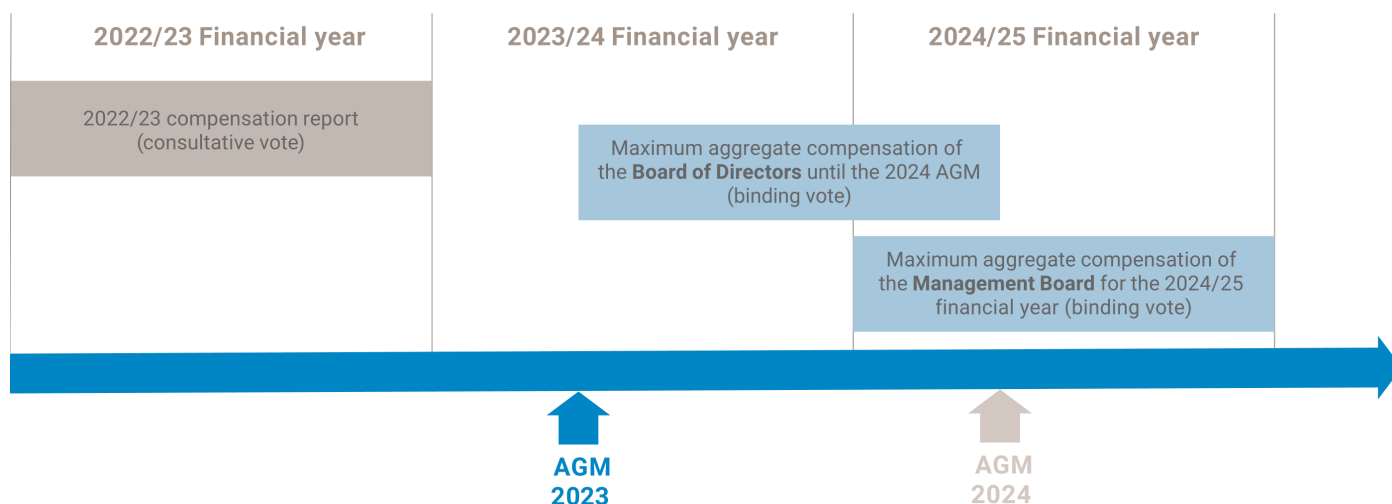 2022/23 Financial year
2023/24 Financial year
2024/25 Financial year
2022/23 compensation report
(consultative vote)
Maximum aggregate compensation of
the Board of Directors until the 2024 AGM
(binding vote)
Maximum aggregate compensation of
the Management Board for the 2024/25
financial year (binding vote)
AGM
2023
AGM
2024